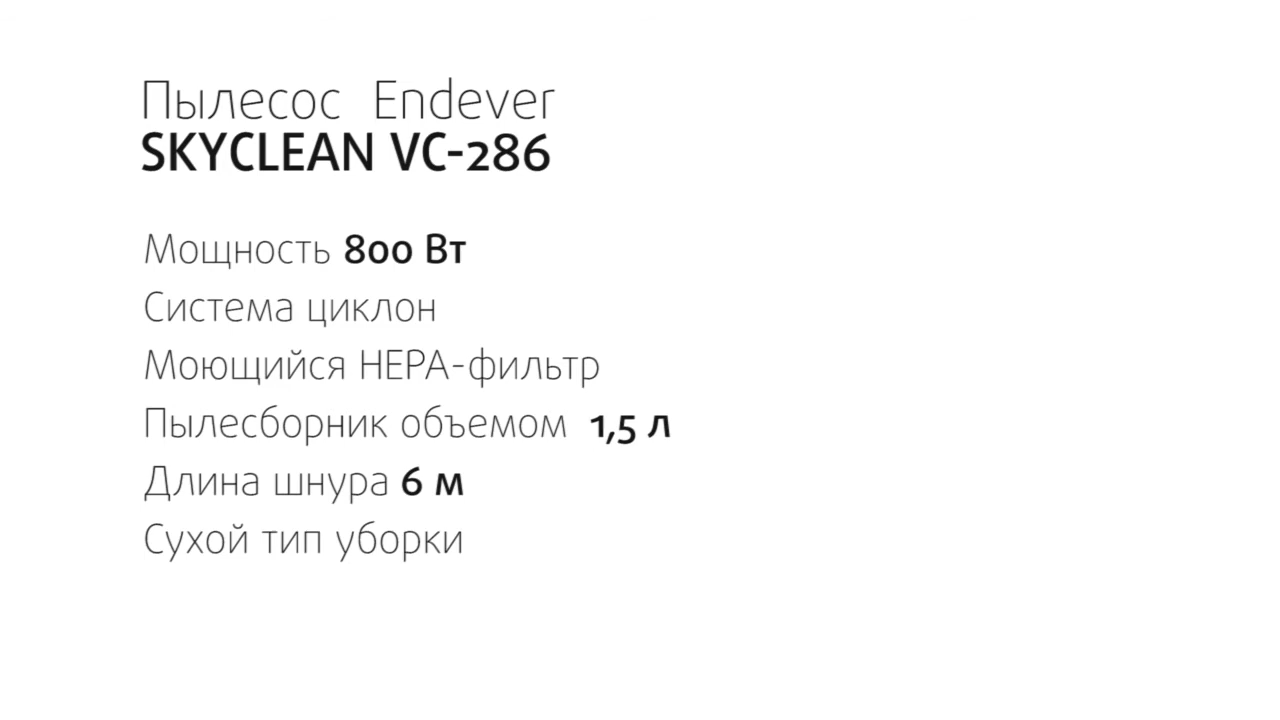 Пылесос Endever
SKYCLEAN VC-286
Мощность 800 Вт
Система циклон
Моющийся HEPA-фильтр
Пылесборник объемом 1,5 л
Длина шнура 6 м
Сухой тип уборки